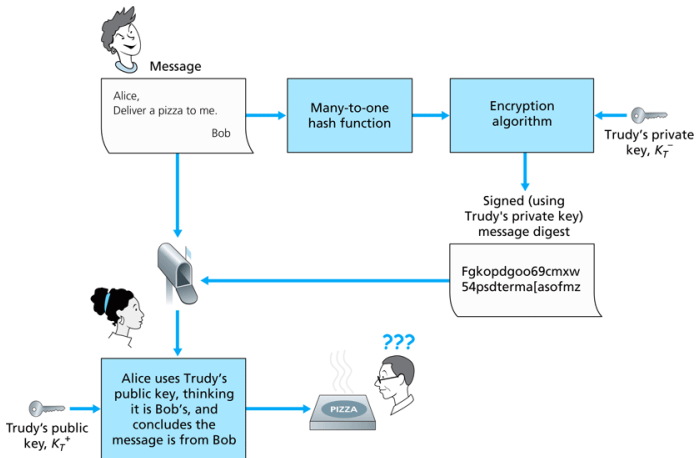 Message
Alice,
Deliver a pizza to me.
Bob
Many-to-one
hash function
Encryption
algorithm
Trudy's private
key, K_T^-
Signed (using
Trudy's private key)
message digest
Fgkopdgoo69cmxw
54psdterma[asofmz
Alice uses Trudy's
public key, thinking
it is Bob's, and
concludes the
message is from Bob
Trudy's public
key, K_T^+
PIZZA
???